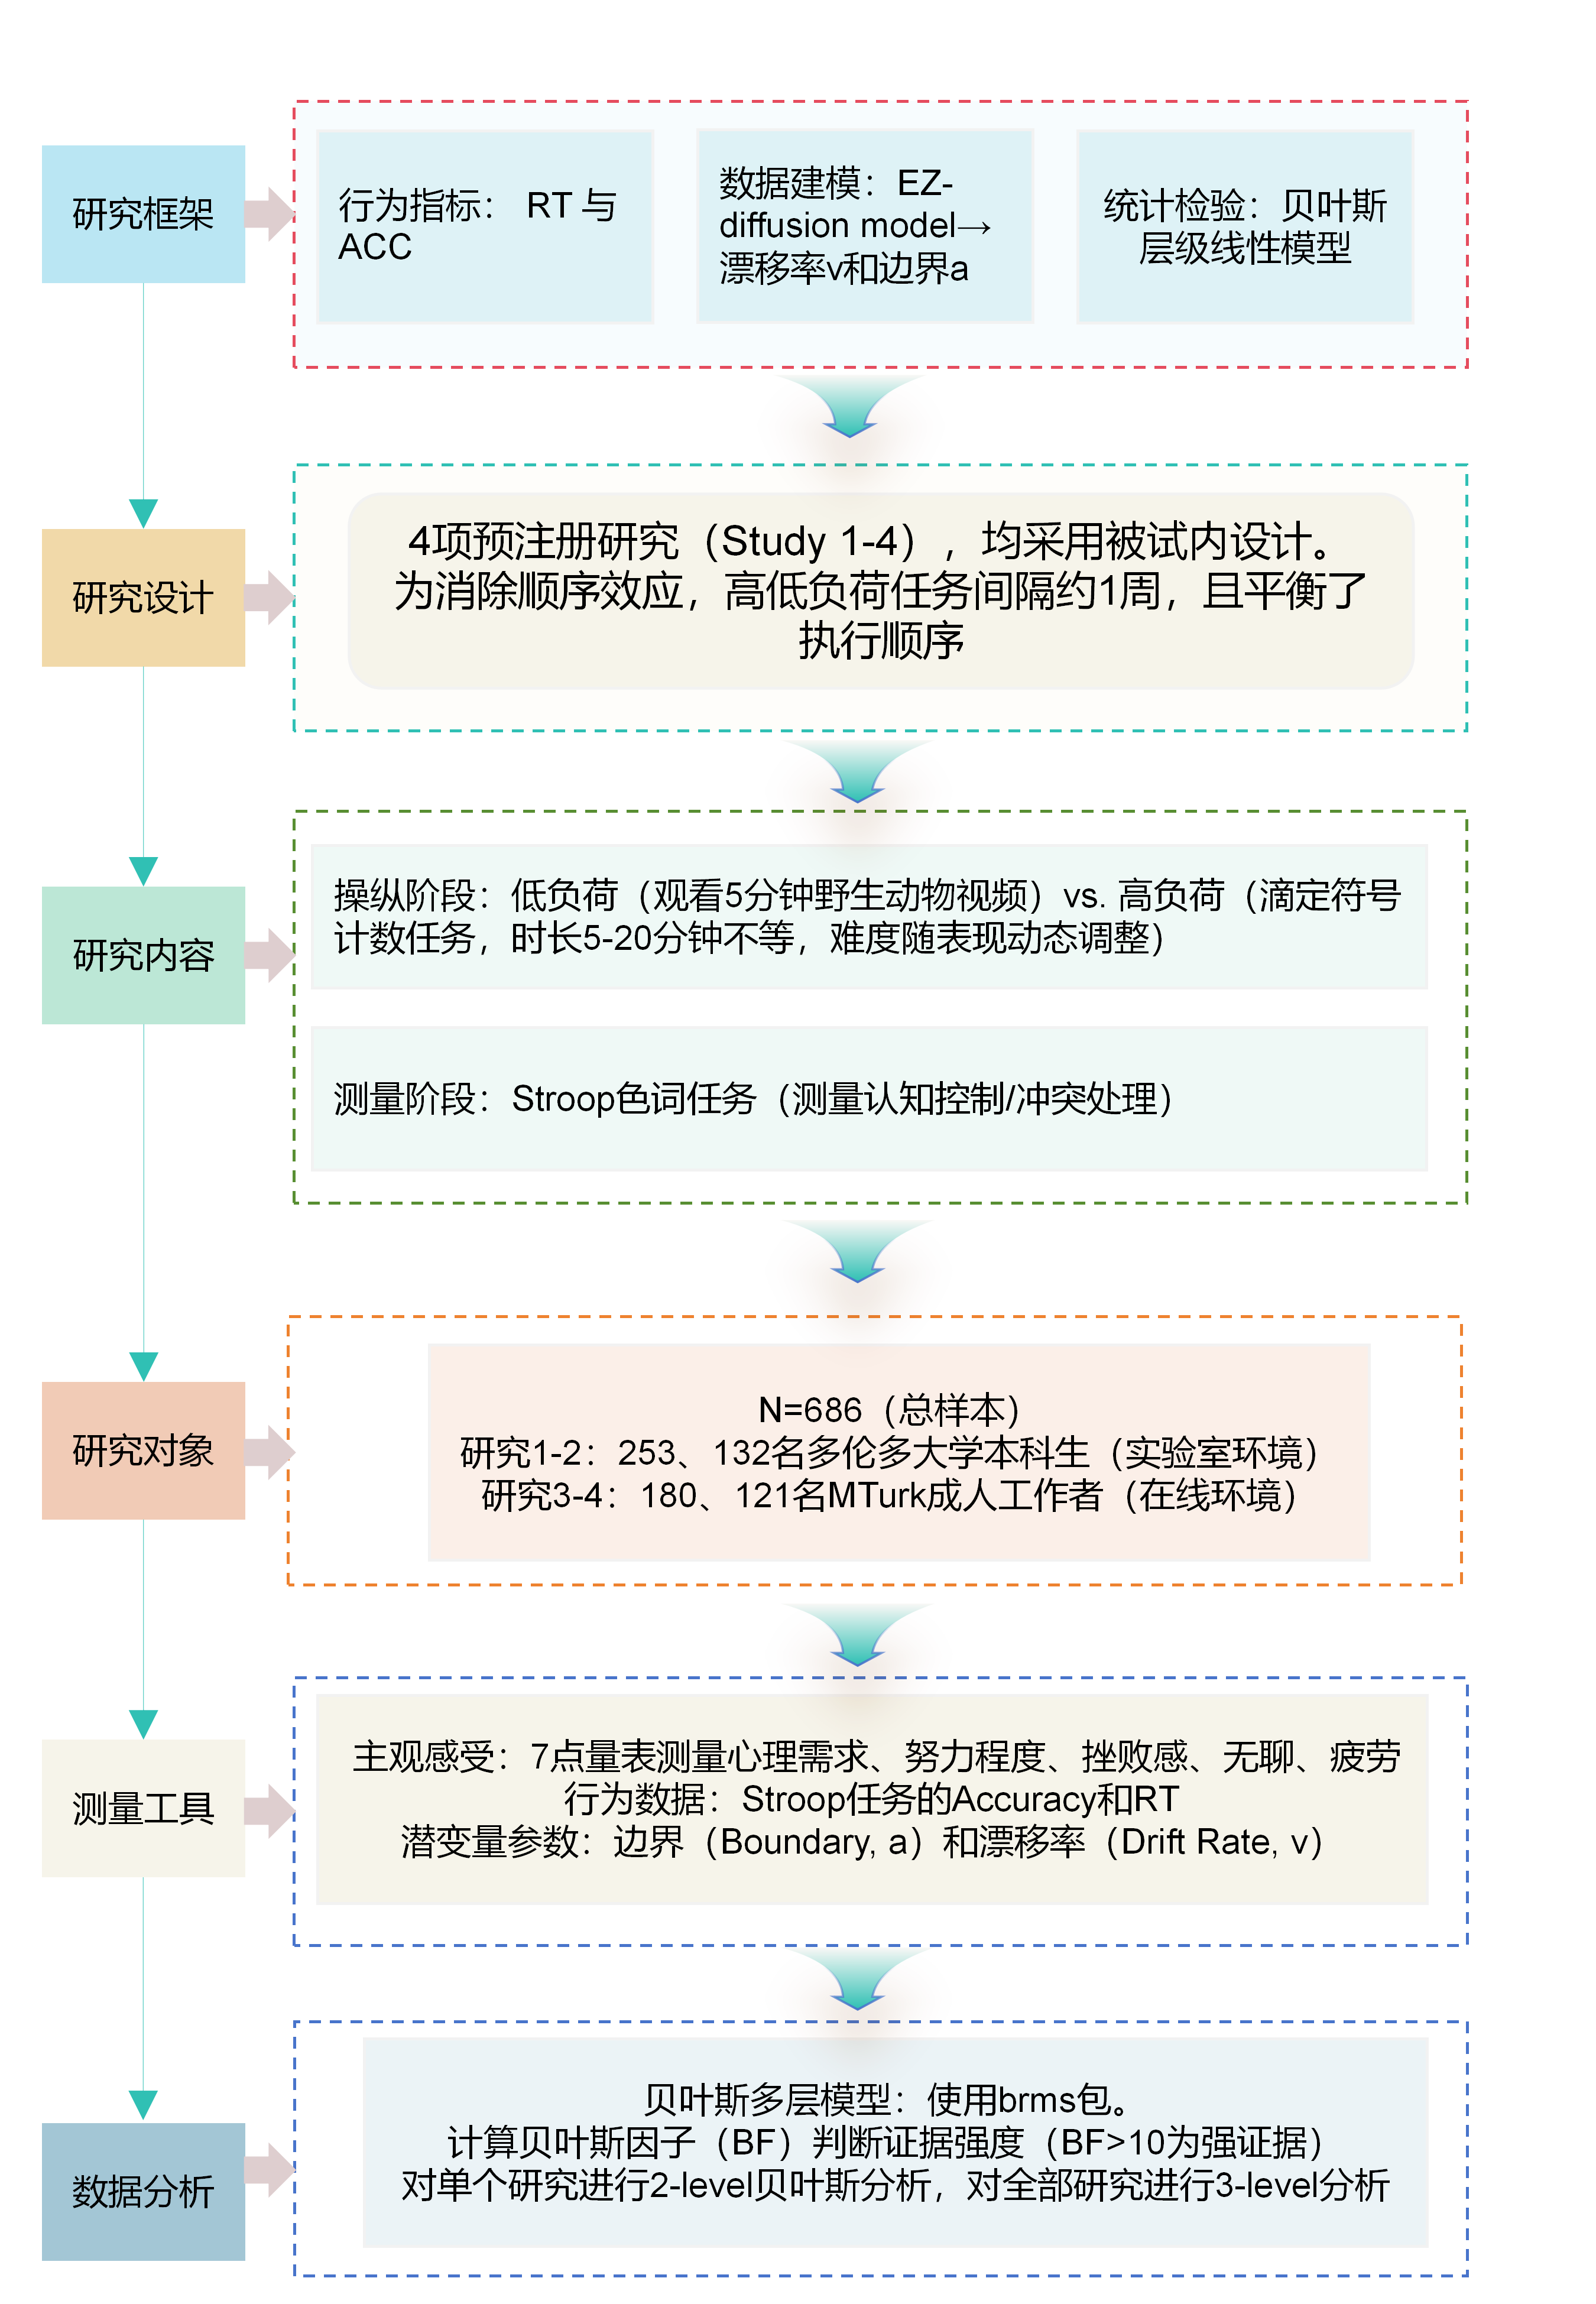 研究框架
行为指标： RT 与
ACC
数据建模：EZ-
diffusion model→
漂移率v和边界a
统计检验：贝叶斯
层级线性模型
研究设计
4项预注册研究（Study 1-4），均采用被试内设计。
为消除顺序效应，高低负荷任务间隔约1周，且平衡了
执行顺序
研究内容
操纵阶段：低负荷（观看5分钟野生动物视频）vs. 高负荷（滴定符号
计数任务，时长5-20分钟不等，难度随表现动态调整）
测量阶段：Stroop色词任务（测量认知控制/冲突处理）
研究对象
N=686（总样本）
研究1-2：253、132名多伦多大学本科生（实验室环境）
研究3-4：180、121名MTurk成人工作者（在线环境）
测量工具
主观感受：7点量表测量心理需求、努力程度、挫败感、无聊、疲劳
行为数据：Stroop任务的Accuracy和RT
潜变量参数：边界（Boundary, a）和漂移率（Drift Rate, v）
数据分析
贝叶斯多层模型：使用brms包。
计算贝叶斯因子（BF）判断证据强度（BF>10为强证据）
对单个研究进行2-level贝叶斯分析，对全部研究进行3-level分析